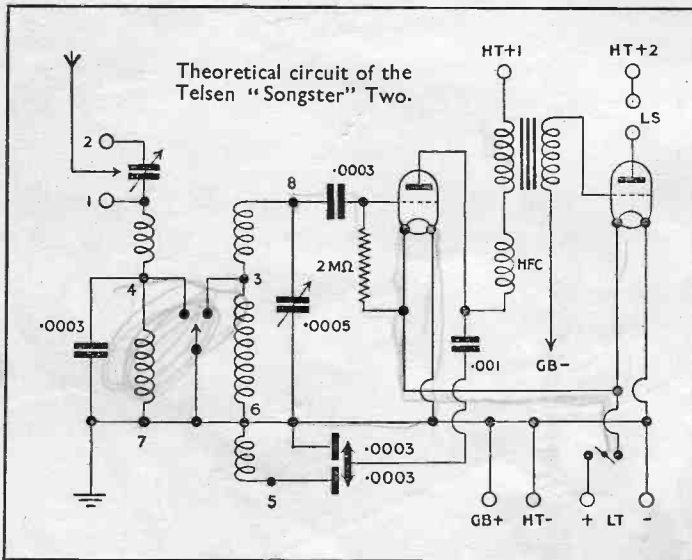 Theoretical circuit of the
Telsen "Songster" Two.
HT+1
HT+2
LS
2
1
8
.0003
4
3
2MΩ
HFC
.0003
.0005
.001
GB-
7
6
.0003
.0003
5
GB+ HT- + LT -